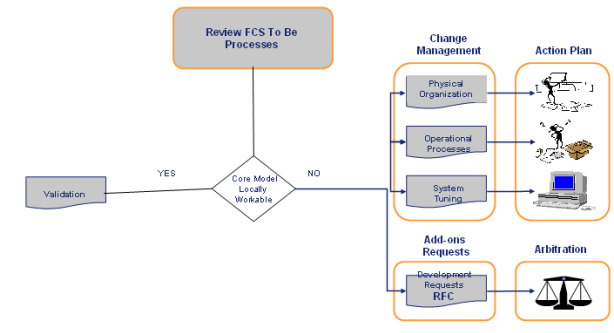 Review FCS To Be
Processes
Change
Management
Action Plan
Physical
Organization
Operational
Processes
YES
NO
Core Model
Locally
Workable
Validation
System
Tuning
Add-ons
Requests
Arbitration
Development
Requests
RFC